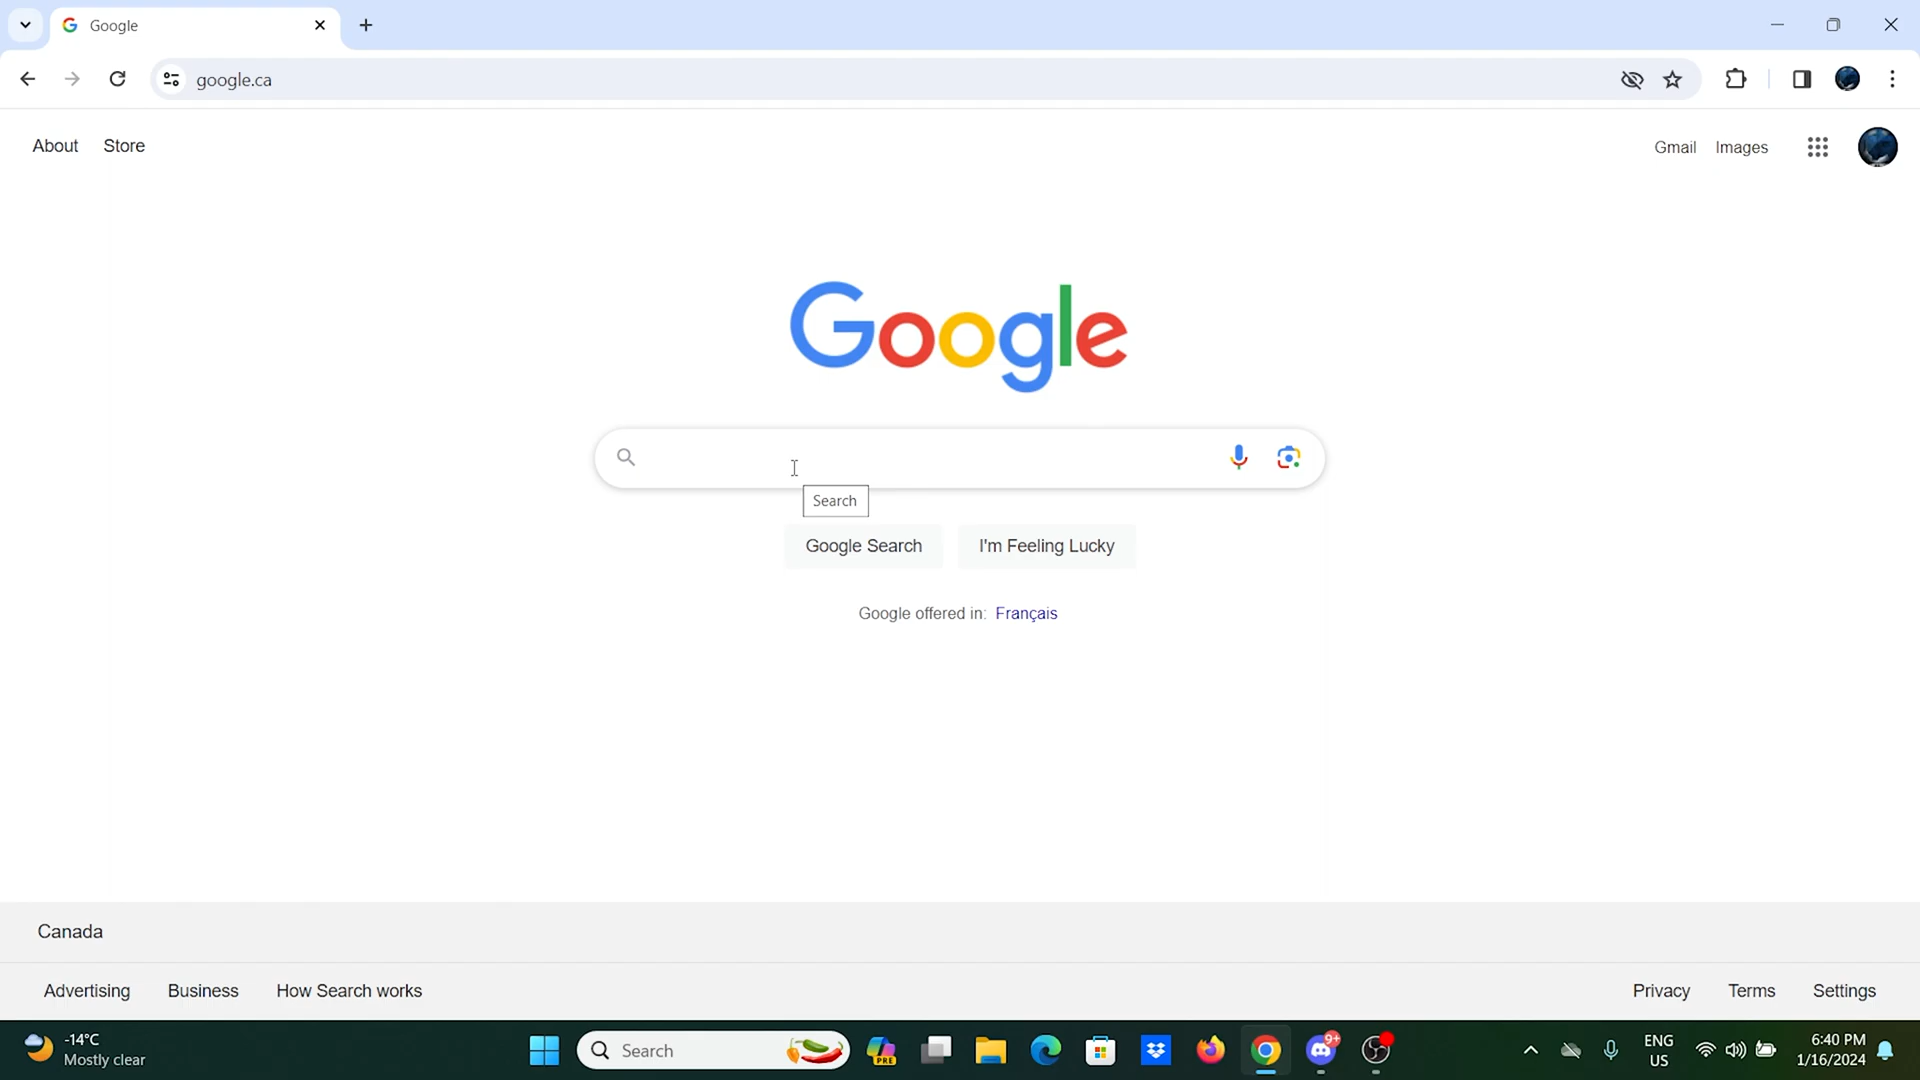 Google
google.ca
About Store
Gmail Images
Google
Search
Google Search I'm Feeling Lucky
Google offered in: Français
Canada
Advertising Business How Search works
Privacy Terms Settings
-14°C
Mostly clear
Search
PRE
9+
ENG
US
6:40 PM
1/16/2024